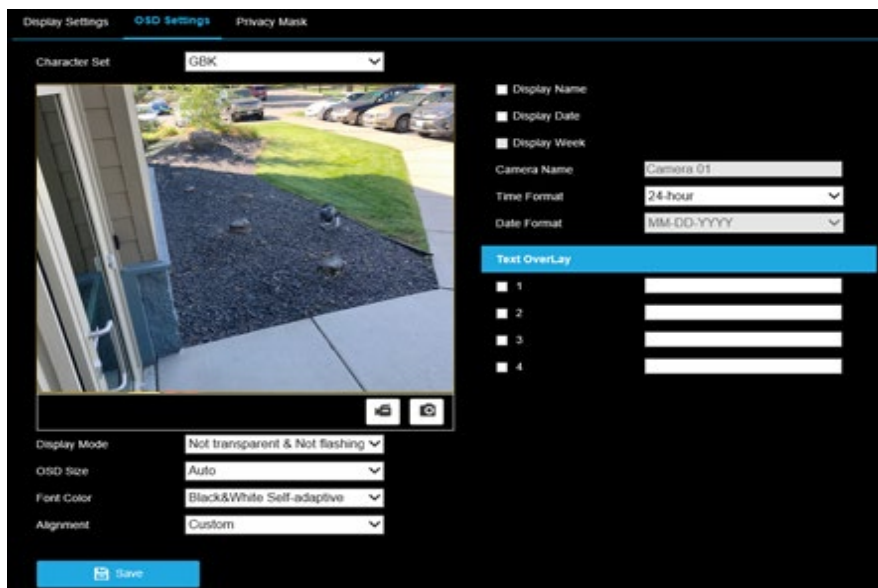 Display Settings OSD Settings Privacy Mask
Character Set GBK
Display Name
Display Date
Display Week
Camera Name Camera 01
Time Format 24-hour
Date Format MM-DD-YYYY
Text OverLay
1
2
3
4
Display Mode Not transparent & Not flashing
OSD Size Auto
Font Color Black&White Self-adaptive
Alignment Custom
Save